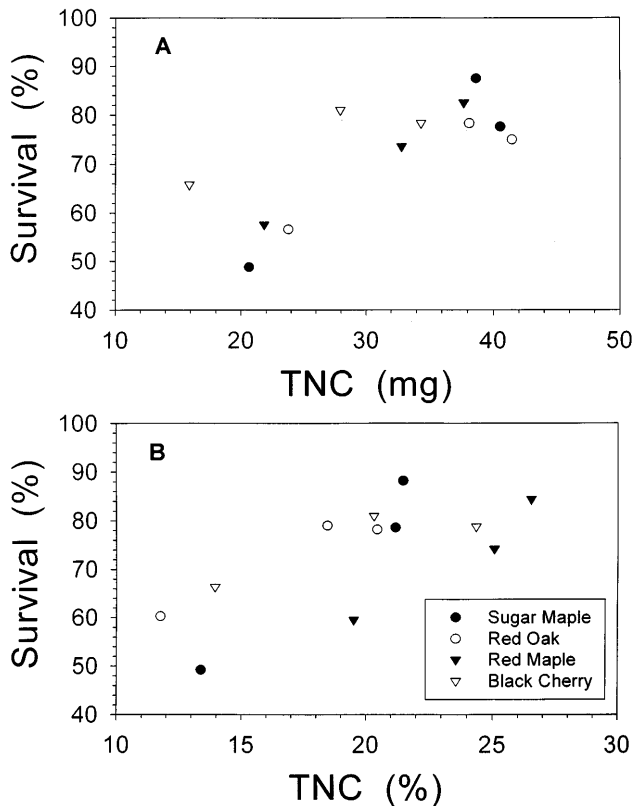 A
Survival (%)
100
90
80
70
60
50
40
10 20 30 40 50
TNC (mg)
B
Survival (%)
100
90
80
70
60
50
40
Sugar Maple
Red Oak
Red Maple
Black Cherry
10 15 20 25 30
TNC (%)